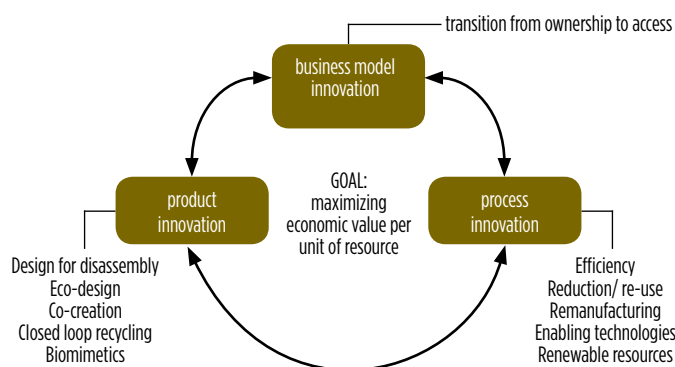 transition from ownership to access
business model
innovation
product
innovation
GOAL:
maximizing
economic value per
unit of resource
process
innovation
Design for disassembly
Eco-design
Co-creation
Closed loop recycling
Biomimetics
Efficiency
Reduction/ re-use
Remanufacturing
Enabling technologies
Renewable resources